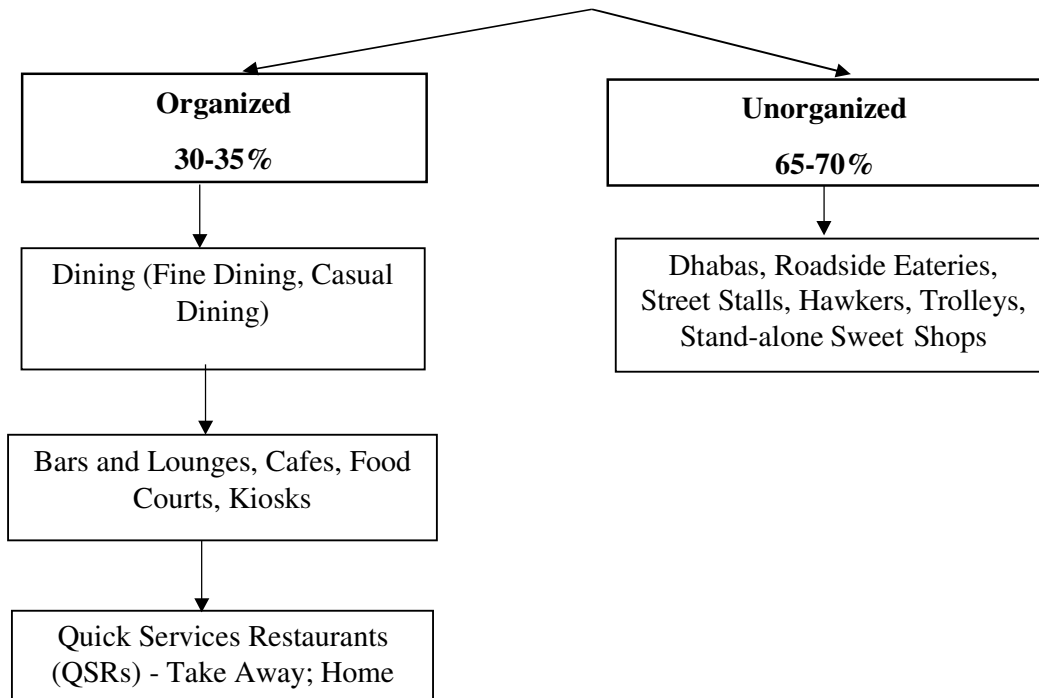 Organized
30-35%
Unorganized
65-70%
Dining (Fine Dining, Casual
Dining)
Dhabas, Roadside Eateries,
Street Stalls, Hawkers, Trolleys,
Stand-alone Sweet Shops
Bars and Lounges, Cafes, Food
Courts, Kiosks
Quick Services Restaurants
(QSRs) - Take Away; Home